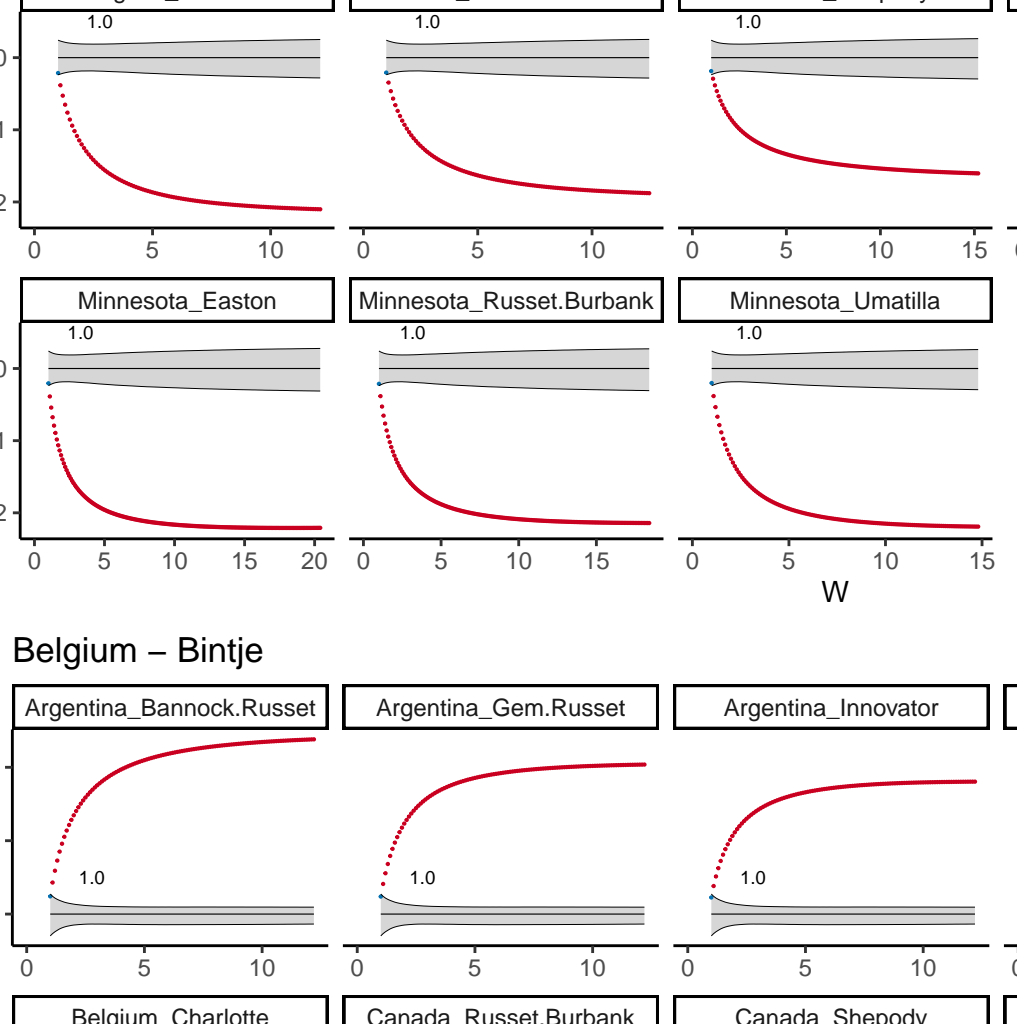 1.0 1.0 1.0
0
1
2
0 5 10 0 5 10 0 5 10 15
Minnesota_Easton Minnesota_Russet.Burbank Minnesota_Umatilla
1.0 1.0 1.0
0
1
2
0 5 10 15 20 0 5 10 15 0 5 10 15
W
Belgium – Bintje
Argentina_Bannock.Russet Argentina_Gem.Russet Argentina_Innovator
1.0 1.0 1.0
0 5 10 0 5 10 0 5 10
Belgium_Charlotte Canada_Russet.Burbank Canada_Shepody